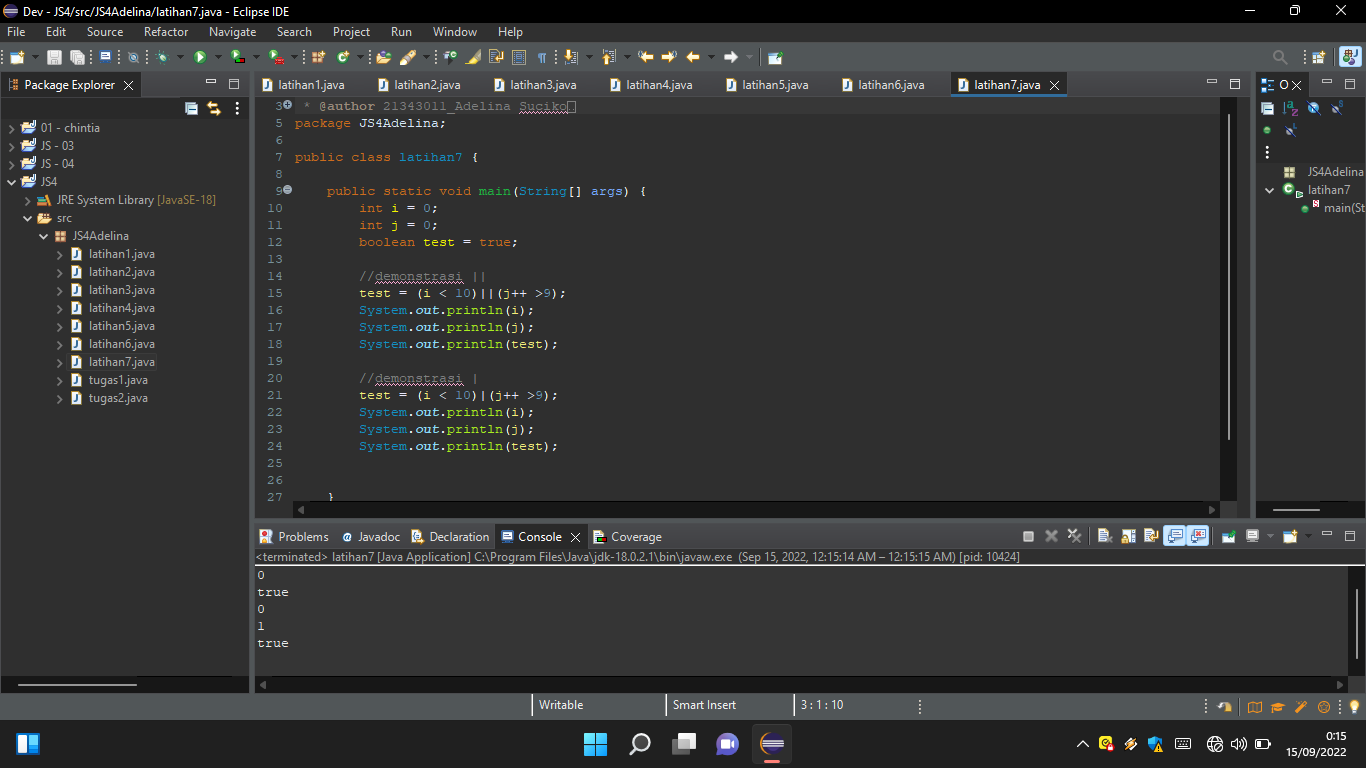 Dev - JS4/src/JS4Adelina/latihan7.java - Eclipse IDE
File Edit Source Refactor Navigate Search Project Run Window Help
Package Explorer
01 - chintia
JS - 03
JS - 04
JS4
JRE System Library [JavaSE-18]
src
JS4Adelina
latihan1.java
latihan2.java
latihan3.java
latihan4.java
latihan5.java
latihan6.java
latihan7.java
tugas1.java
tugas2.java
latihan1.java latihan2.java latihan3.java latihan4.java latihan5.java latihan6.java latihan7.java
3 * @author 21343011_Adelina Suciko
5 package JS4Adelina;
6
7 public class latihan7 {
8
9 public static void main(String[] args) {
10 int i = 0;
11 int j = 0;
12 boolean test = true;
13
14 //demonstrasi ||
15 test = (i < 10)||(j++ >9);
16 System.out.println(i);
17 System.out.println(j);
18 System.out.println(test);
19
20 //demonstrasi |
21 test = (i < 10)|(j++ >9);
22 System.out.println(i);
23 System.out.println(j);
24 System.out.println(test);
25
26
27 }
O
JS4Adelina
latihan7
main(St
Problems Javadoc Declaration Console Coverage
<terminated> latihan7 [Java Application] C:\Program Files\Java\jdk-18.0.2.1\bin\javaw.exe (Sep 15, 2022, 12:15:14 AM – 12:15:15 AM) [pid: 10424]
0
true
0
1
true
Writable Smart Insert 3 : 1 : 10
0:15
15/09/2022